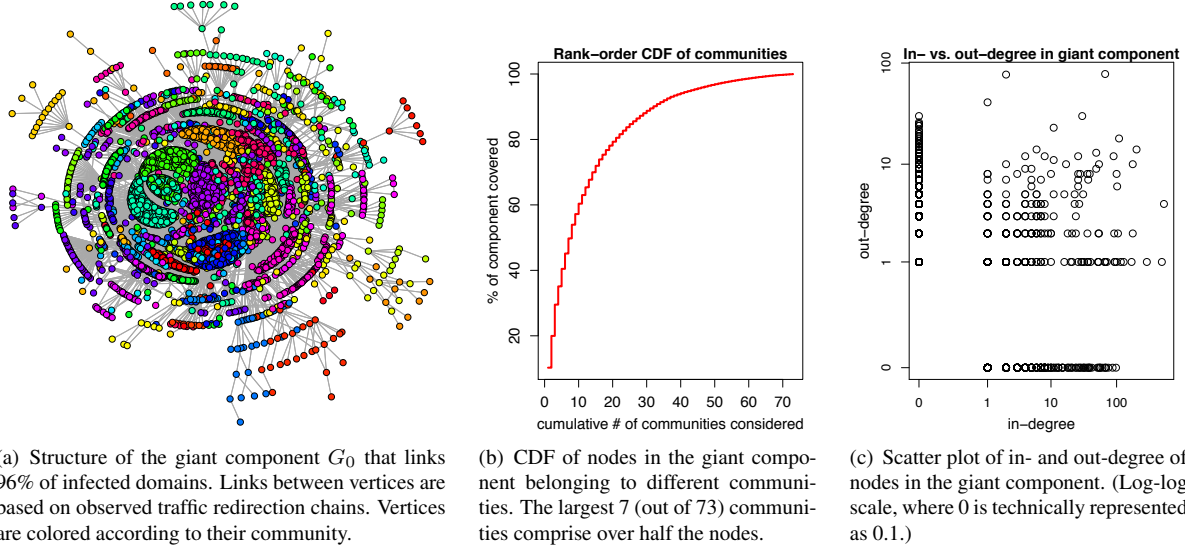 Rank−order CDF of communities
% of component covered
100
80
60
40
20
0 10 20 30 40 50 60 70
cumulative # of communities considered
In− vs. out−degree in giant component
out−degree
100
10
1
0
0 1 10 100
in−degree
(a) Structure of the giant component G0 that links
96% of infected domains. Links between vertices are
based on observed traffic redirection chains. Vertices
are colored according to their community.
(b) CDF of nodes in the giant compo-
nent belonging to different communi-
ties. The largest 7 (out of 73) communi-
ties comprise over half the nodes.
(c) Scatter plot of in- and out-degree of
nodes in the giant component. (Log-log
scale, where 0 is technically represented
as 0.1.)